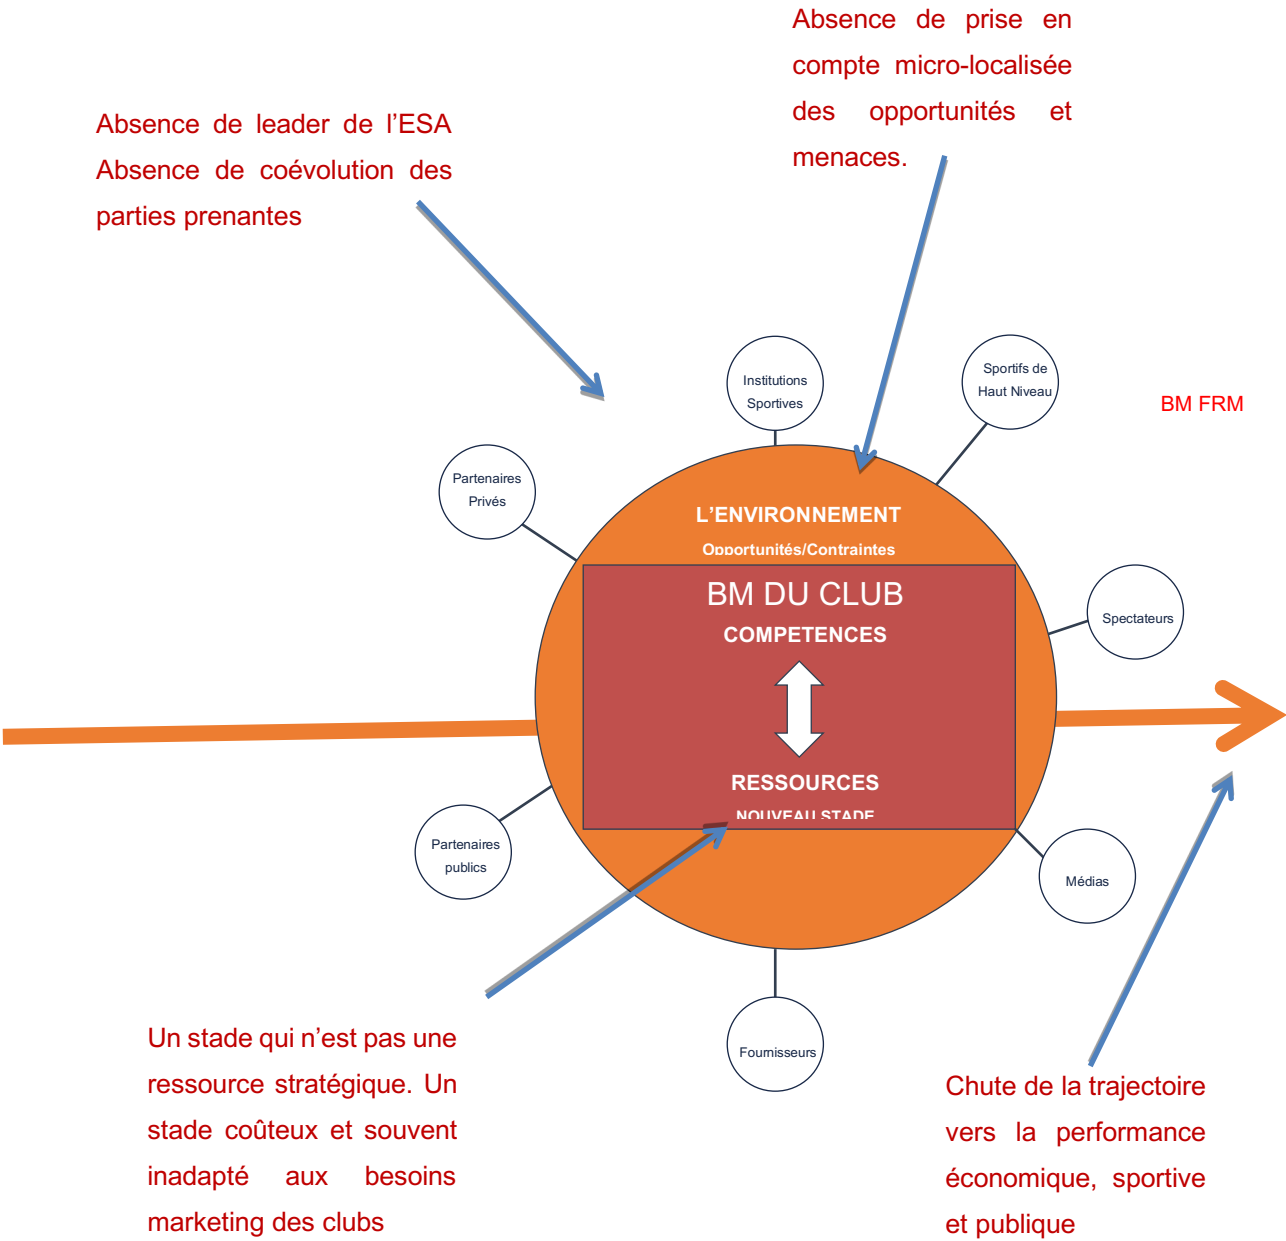 Absence de prise en
compte micro-localisée
des opportunités et
menaces.
Absence de leader de l’ESA
Absence de coévolution des
parties prenantes
Institutions
Sportives
Sportifs de
Haut Niveau
BM FRM
Partenaires
Privés
L’ENVIRONNEMENT
Opportunités/Contraintes
BM DU CLUB
COMPETENCES
Spectateurs
RESSOURCES
NOUVEAU STADE
Partenaires
publics
Médias
Fournisseurs
Un stade qui n’est pas une
ressource stratégique. Un
stade coûteux et souvent
inadapté aux besoins
marketing des clubs
Chute de la trajectoire
vers la performance
économique, sportive
et publique